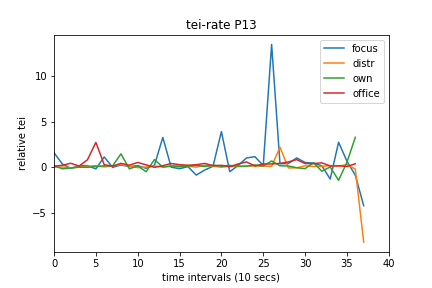 tei-rate P13
relative tei
10
5
0
−5
0 5 10 15 20 25 30 35 40
time intervals (10 secs)
focus
distr
own
office